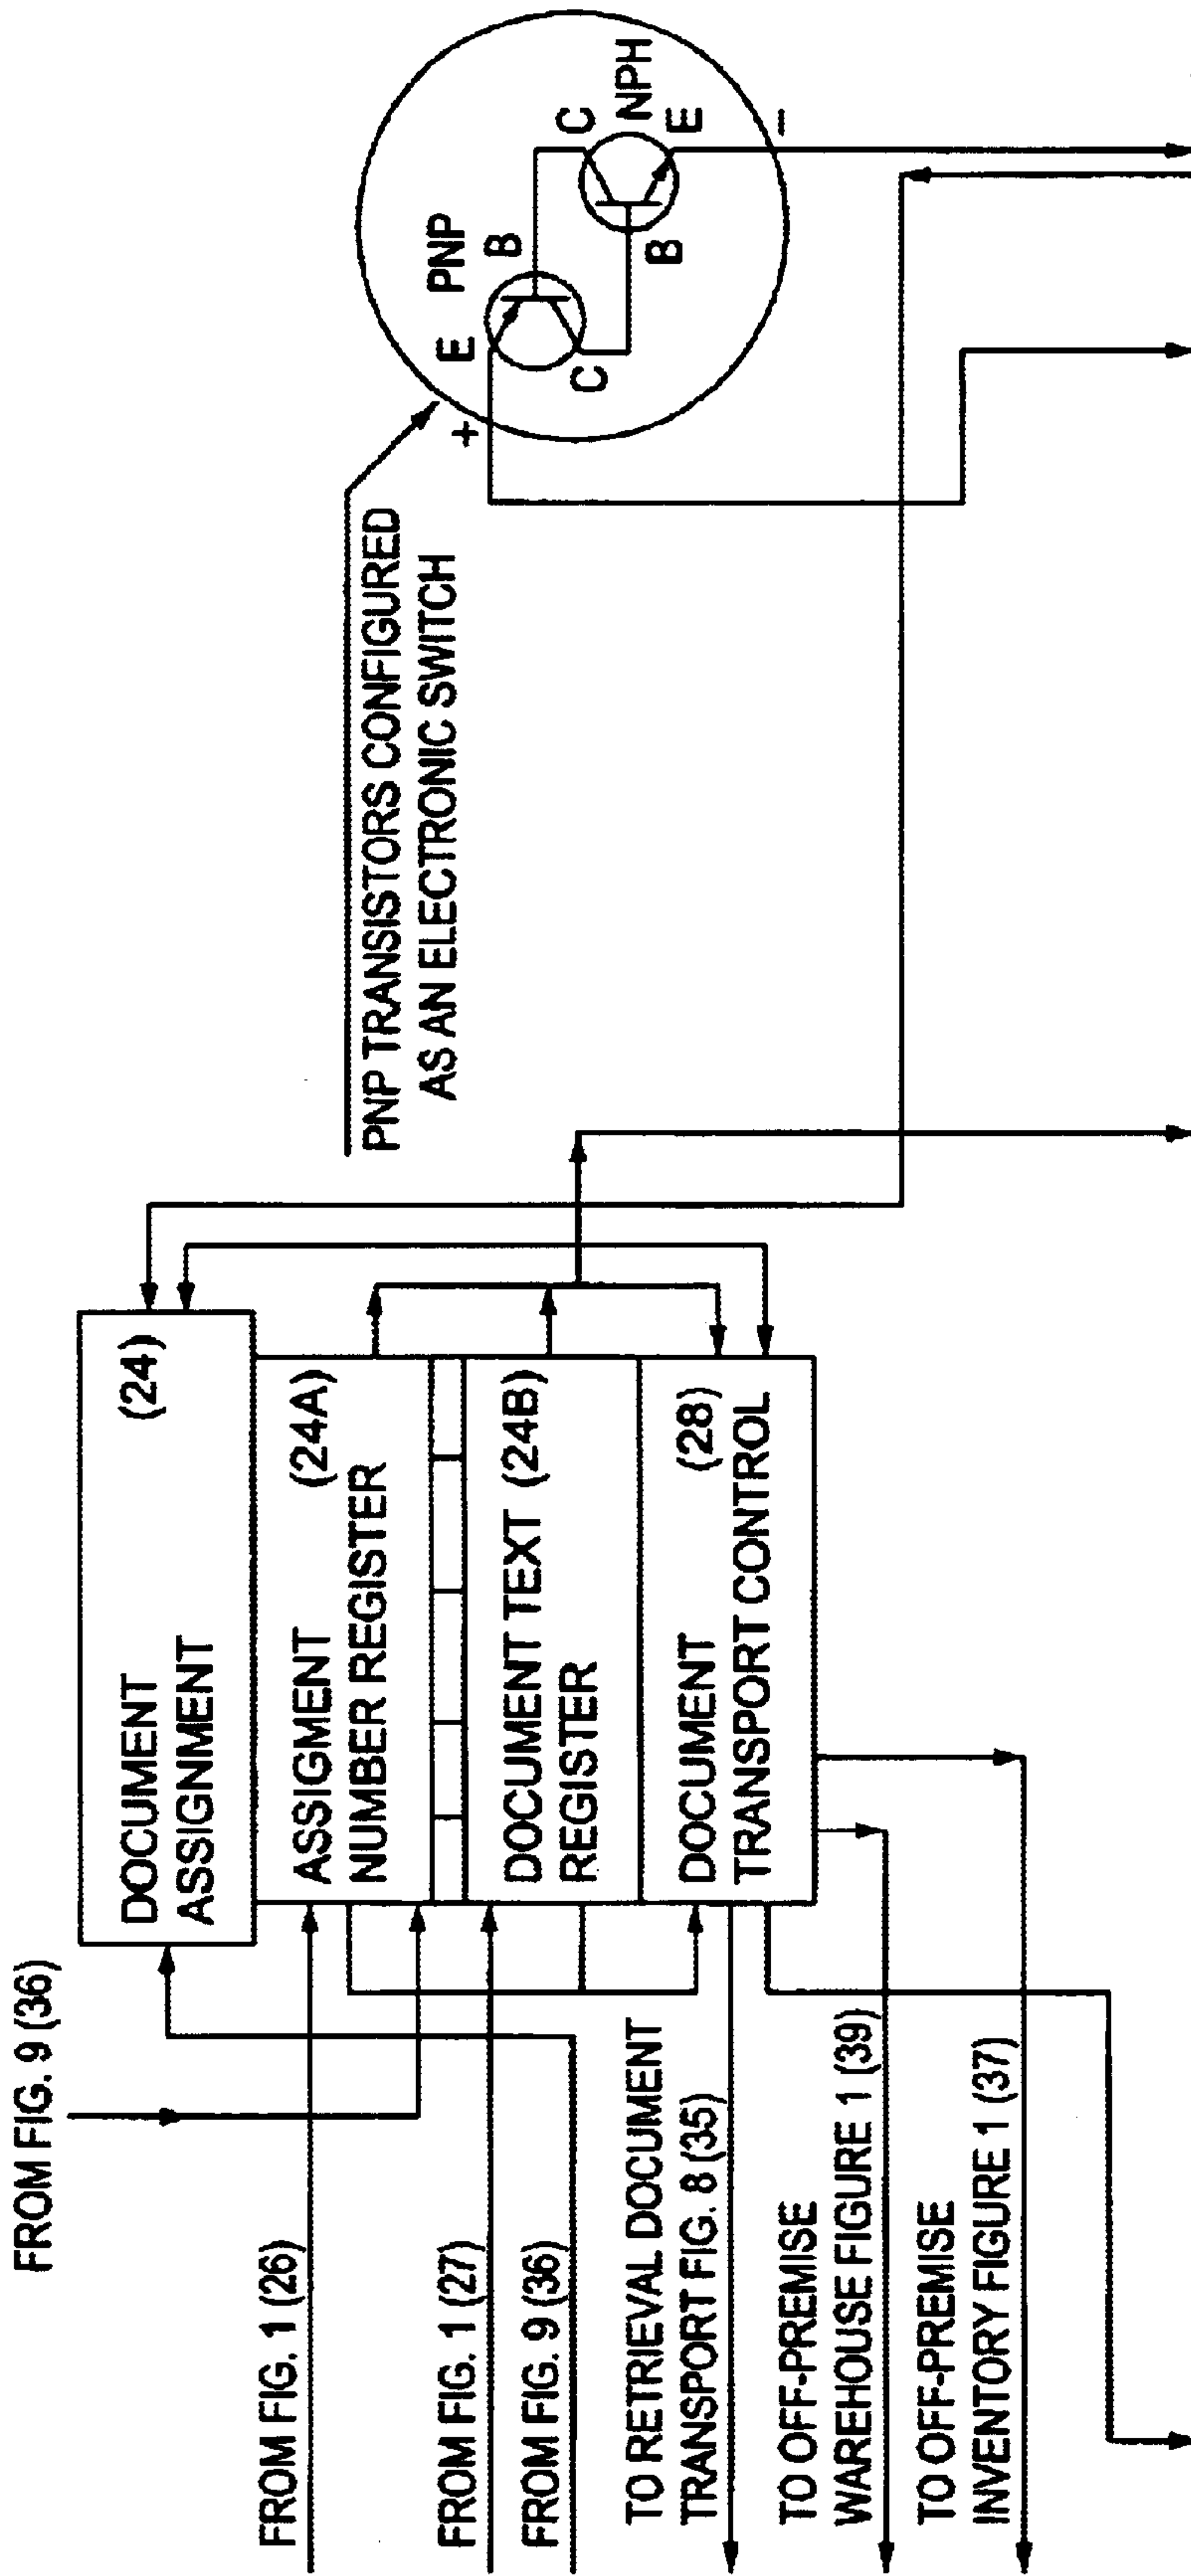 FROM FIG. 9 (36)
FROM FIG. 1 (26)
FROM FIG. 1 (27)
FROM FIG. 9 (36)
TO RETRIEVAL DOCUMENT
TRANSPORT FIG. 8 (35)
TO OFF-PREMISE
WAREHOUSE FIGURE 1 (39)
TO OFF-PREMISE
INVENTORY FIGURE 1 (37)
DOCUMENT (24)
ASSIGNMENT
ASSIGMENT (24A)
NUMBER REGISTER
DOCUMENT TEXT (24B)
REGISTER
DOCUMENT (28)
TRANSPORT CONTROL
PNP TRANSISTORS CONFIGURED
AS AN ELECTRONIC SWITCH
+
E
PNP
B
C
C
NPH
B
E
–